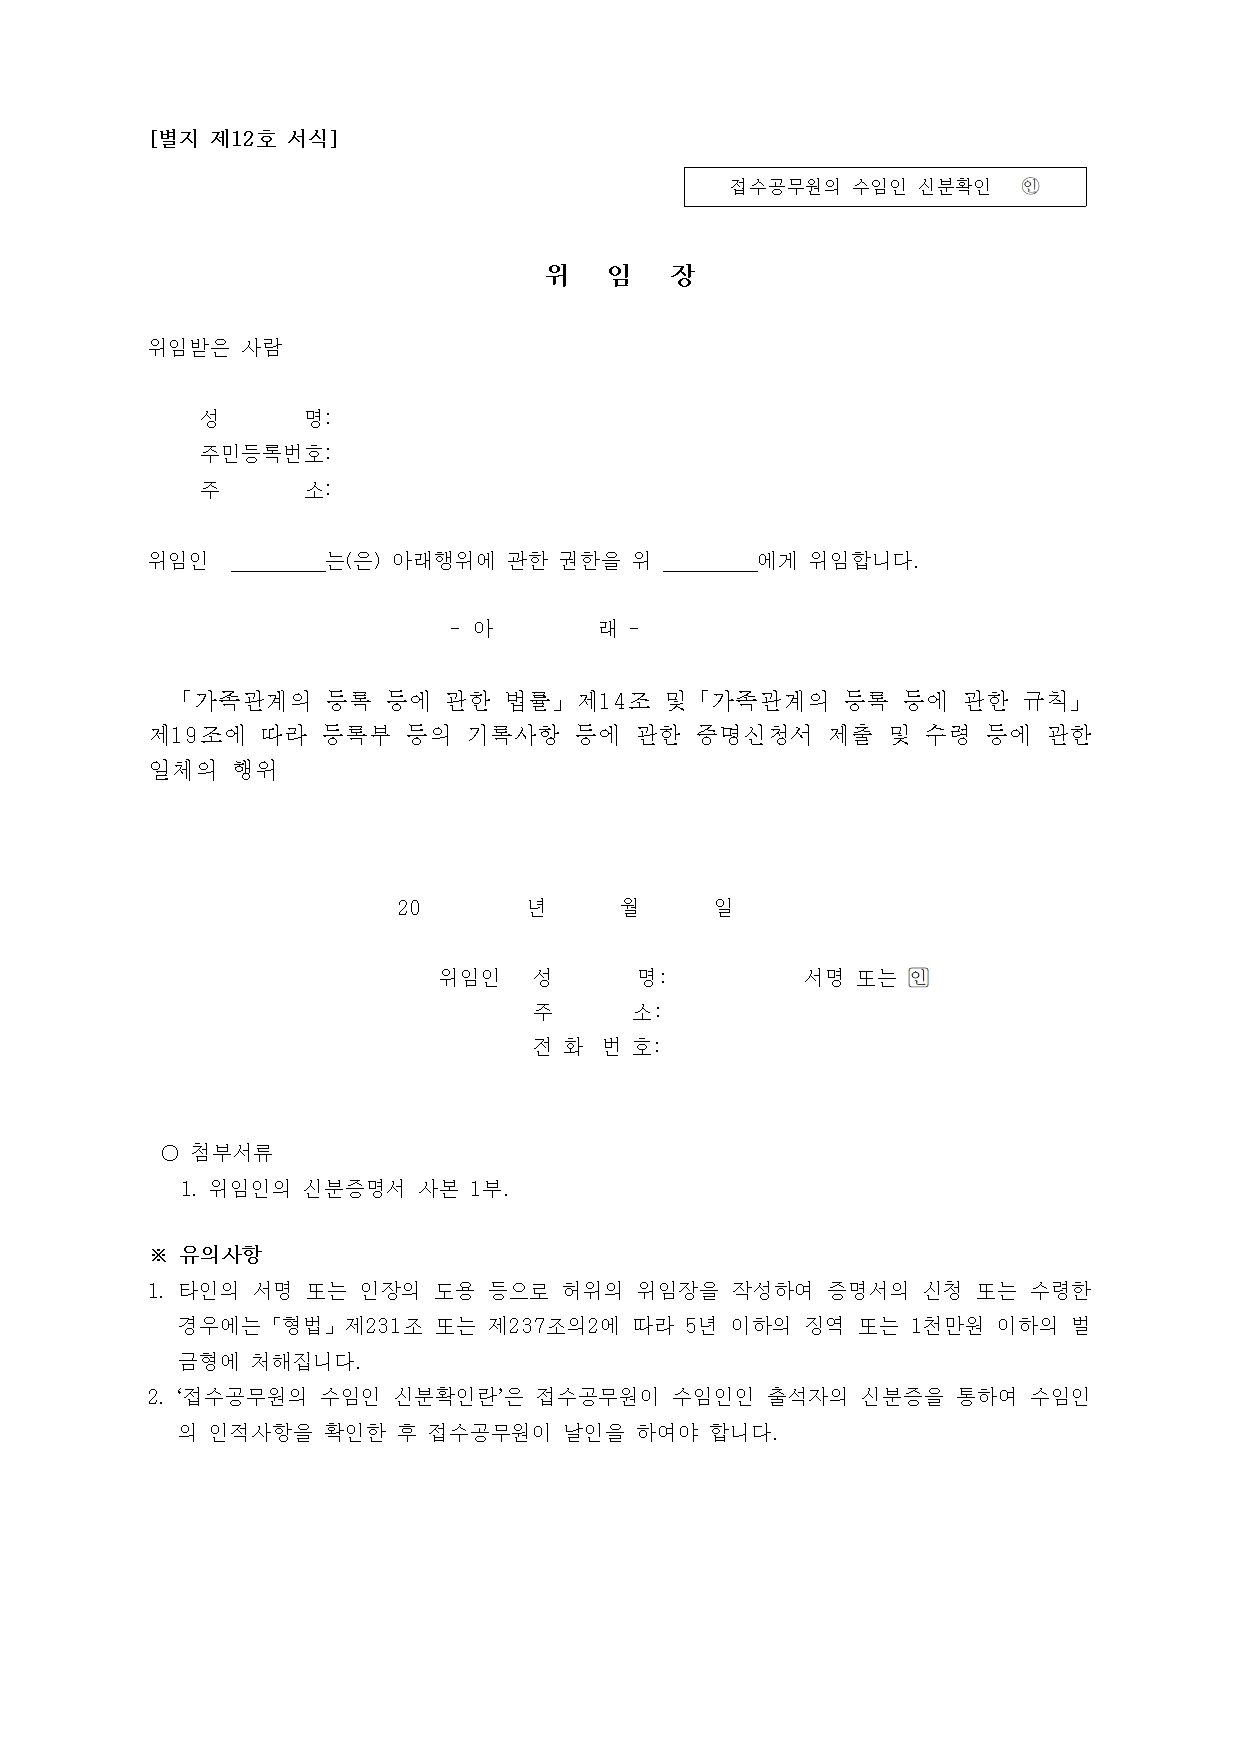 [별지 제12호 서식]
접수공무원의 수임인 신분확인 ㉑
위 임 장
위임받은 사람
성 명:
주민등록번호:
주 소:
위임인 _________는(은) 아래행위에 관한 권한을 위 _________에게 위임합니다.
- 아 래 -
「가족관계의 등록 등에 관한 법률」제14조 및「가족관계의 등록 등에 관한 규칙」
제19조에 따라 등록부 등의 기록사항 등에 관한 증명신청서 제출 및 수령 등에 관한
일체의 행위
20 년 월 일
위임인 성 명: 서명 또는 인
주 소:
전 화 번 호:
○ 첨부서류
1. 위임인의 신분증명서 사본 1부.
※ 유의사항
1. 타인의 서명 또는 인장의 도용 등으로 허위의 위임장을 작성하여 증명서의 신청 또는 수령한
경우에는「형법」제231조 또는 제237조의2에 따라 5년 이하의 징역 또는 1천만원 이하의 벌
금형에 처해집니다.
2. ‘접수공무원의 수임인 신분확인란’은 접수공무원이 수임인인 출석자의 신분증을 통하여 수임인
의 인적사항을 확인한 후 접수공무원이 날인을 하여야 합니다.